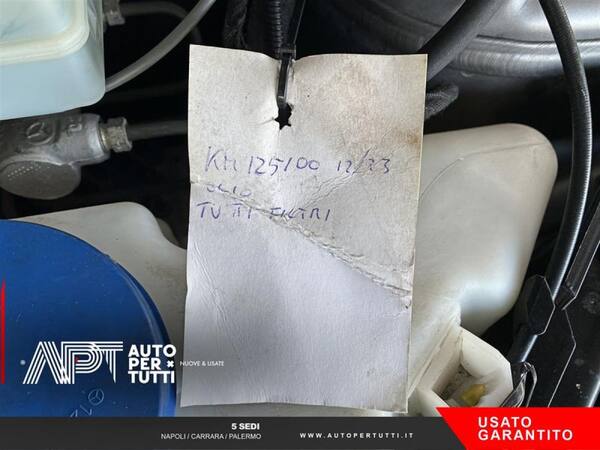 KM 125100 12/23
OLIO
TUTTI FILTRI
APT AUTO
PER
TUTTI
NUOVE & USATE
5 SEDI
NAPOLI / CARRARA / PALERMO
WWW.AUTOPERTUTTI.IT
USATO
GARANTITO